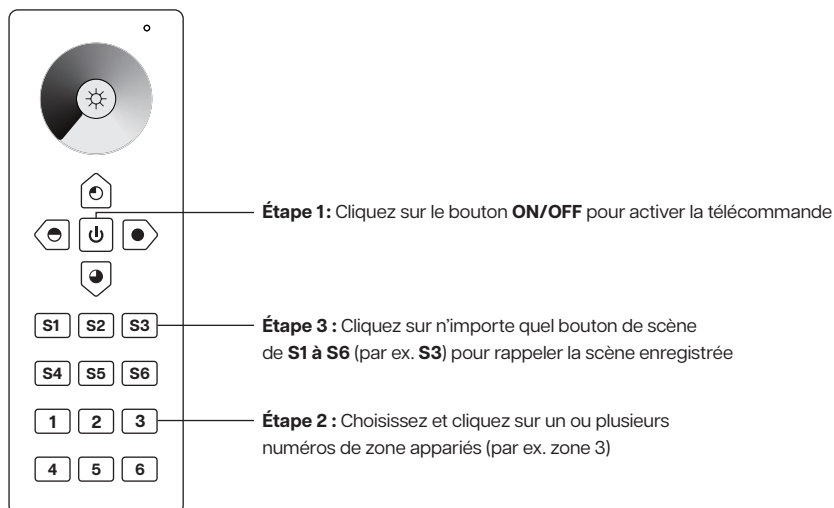 Étape 1: Cliquez sur le bouton ON/OFF pour activer la télécommande
S1 S2 S3
Étape 3 : Cliquez sur n’importe quel bouton de scène
de S1 à S6 (par ex. S3) pour rappeler la scène enregistrée
S4 S5 S6
1 2 3
Étape 2 : Choisissez et cliquez sur un ou plusieurs
numéros de zone appariés (par ex. zone 3)
4 5 6